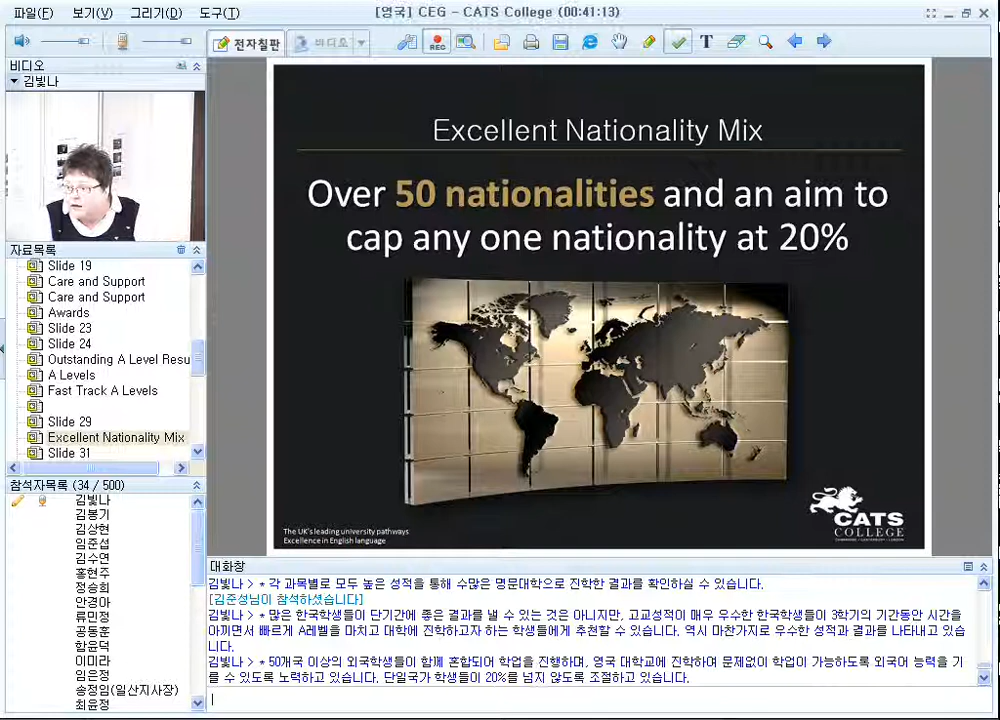 파일(F) 보기(V) 그리기(D) 도구(T)
[영국] CEG - CATS College (00:41:13)
전자칠판 비디오
REC
T
비디오
김빛나
자료목록
Slide 19
Care and Support
Care and Support
Awards
Slide 23
Slide 24
Outstanding A Level Resu
A Levels
Fast Track A Levels
Slide 29
Excellent Nationality Mix
Slide 31
참석자목록 (34 / 500)
김빛나
김봉기
김상현
임준섭
김수연
홍현주
정승희
안경아
류민정
공동훈
함윤덕
이미라
임은정
송정임(일산지사장)
최윤정
Excellent Nationality Mix
Over 50 nationalities and an aim to
cap any one nationality at 20%
CATS
COLLEGE
The UK's leading university pathways
Excellence in English language
대화창
김빛나 > * 각 과목별로 모두 높은 성적을 통해 수많은 명문대학으로 진학한 결과를 확인하실 수 있습니다.
[김준성님이 참석하셨습니다]
김빛나 > * 많은 한국학생들이 단기간에 좋은 결과를 낼 수 있는 것은 아니지만, 고교성적이 매우 우수한 한국학생들이 3학기의 기간동안 시간을
아끼면서 빠르게 A레벨을 마치고 대학에 진학하고자 하는 학생들에게 추천할 수 있습니다. 역시 마찬가지로 우수한 성적과 결과를 나타내고 있습
니다.
김빛나 > * 50개국 이상의 외국학생들이 함께 혼합되어 학업을 진행하며, 영국 대학교에 진학하여 문제없이 학업이 가능하도록 외국어 능력을 기
를 수 있도록 노력하고 있습니다. 단일국가 학생들이 20%를 넘지 않도록 조절하고 있습니다.